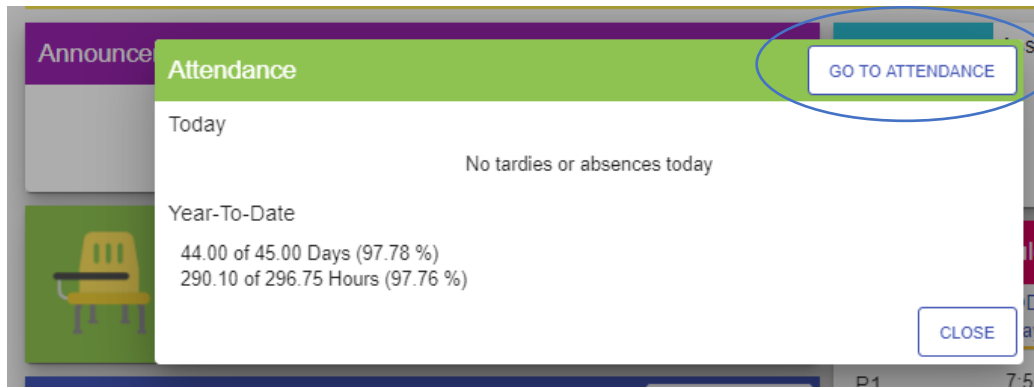 Announce
Attendance
GO TO ATTENDANCE
Today
No tardies or absences today
Year-To-Date
44.00 of 45.00 Days (97.78 %)
290.10 of 296.75 Hours (97.76 %)
CLOSE
P1